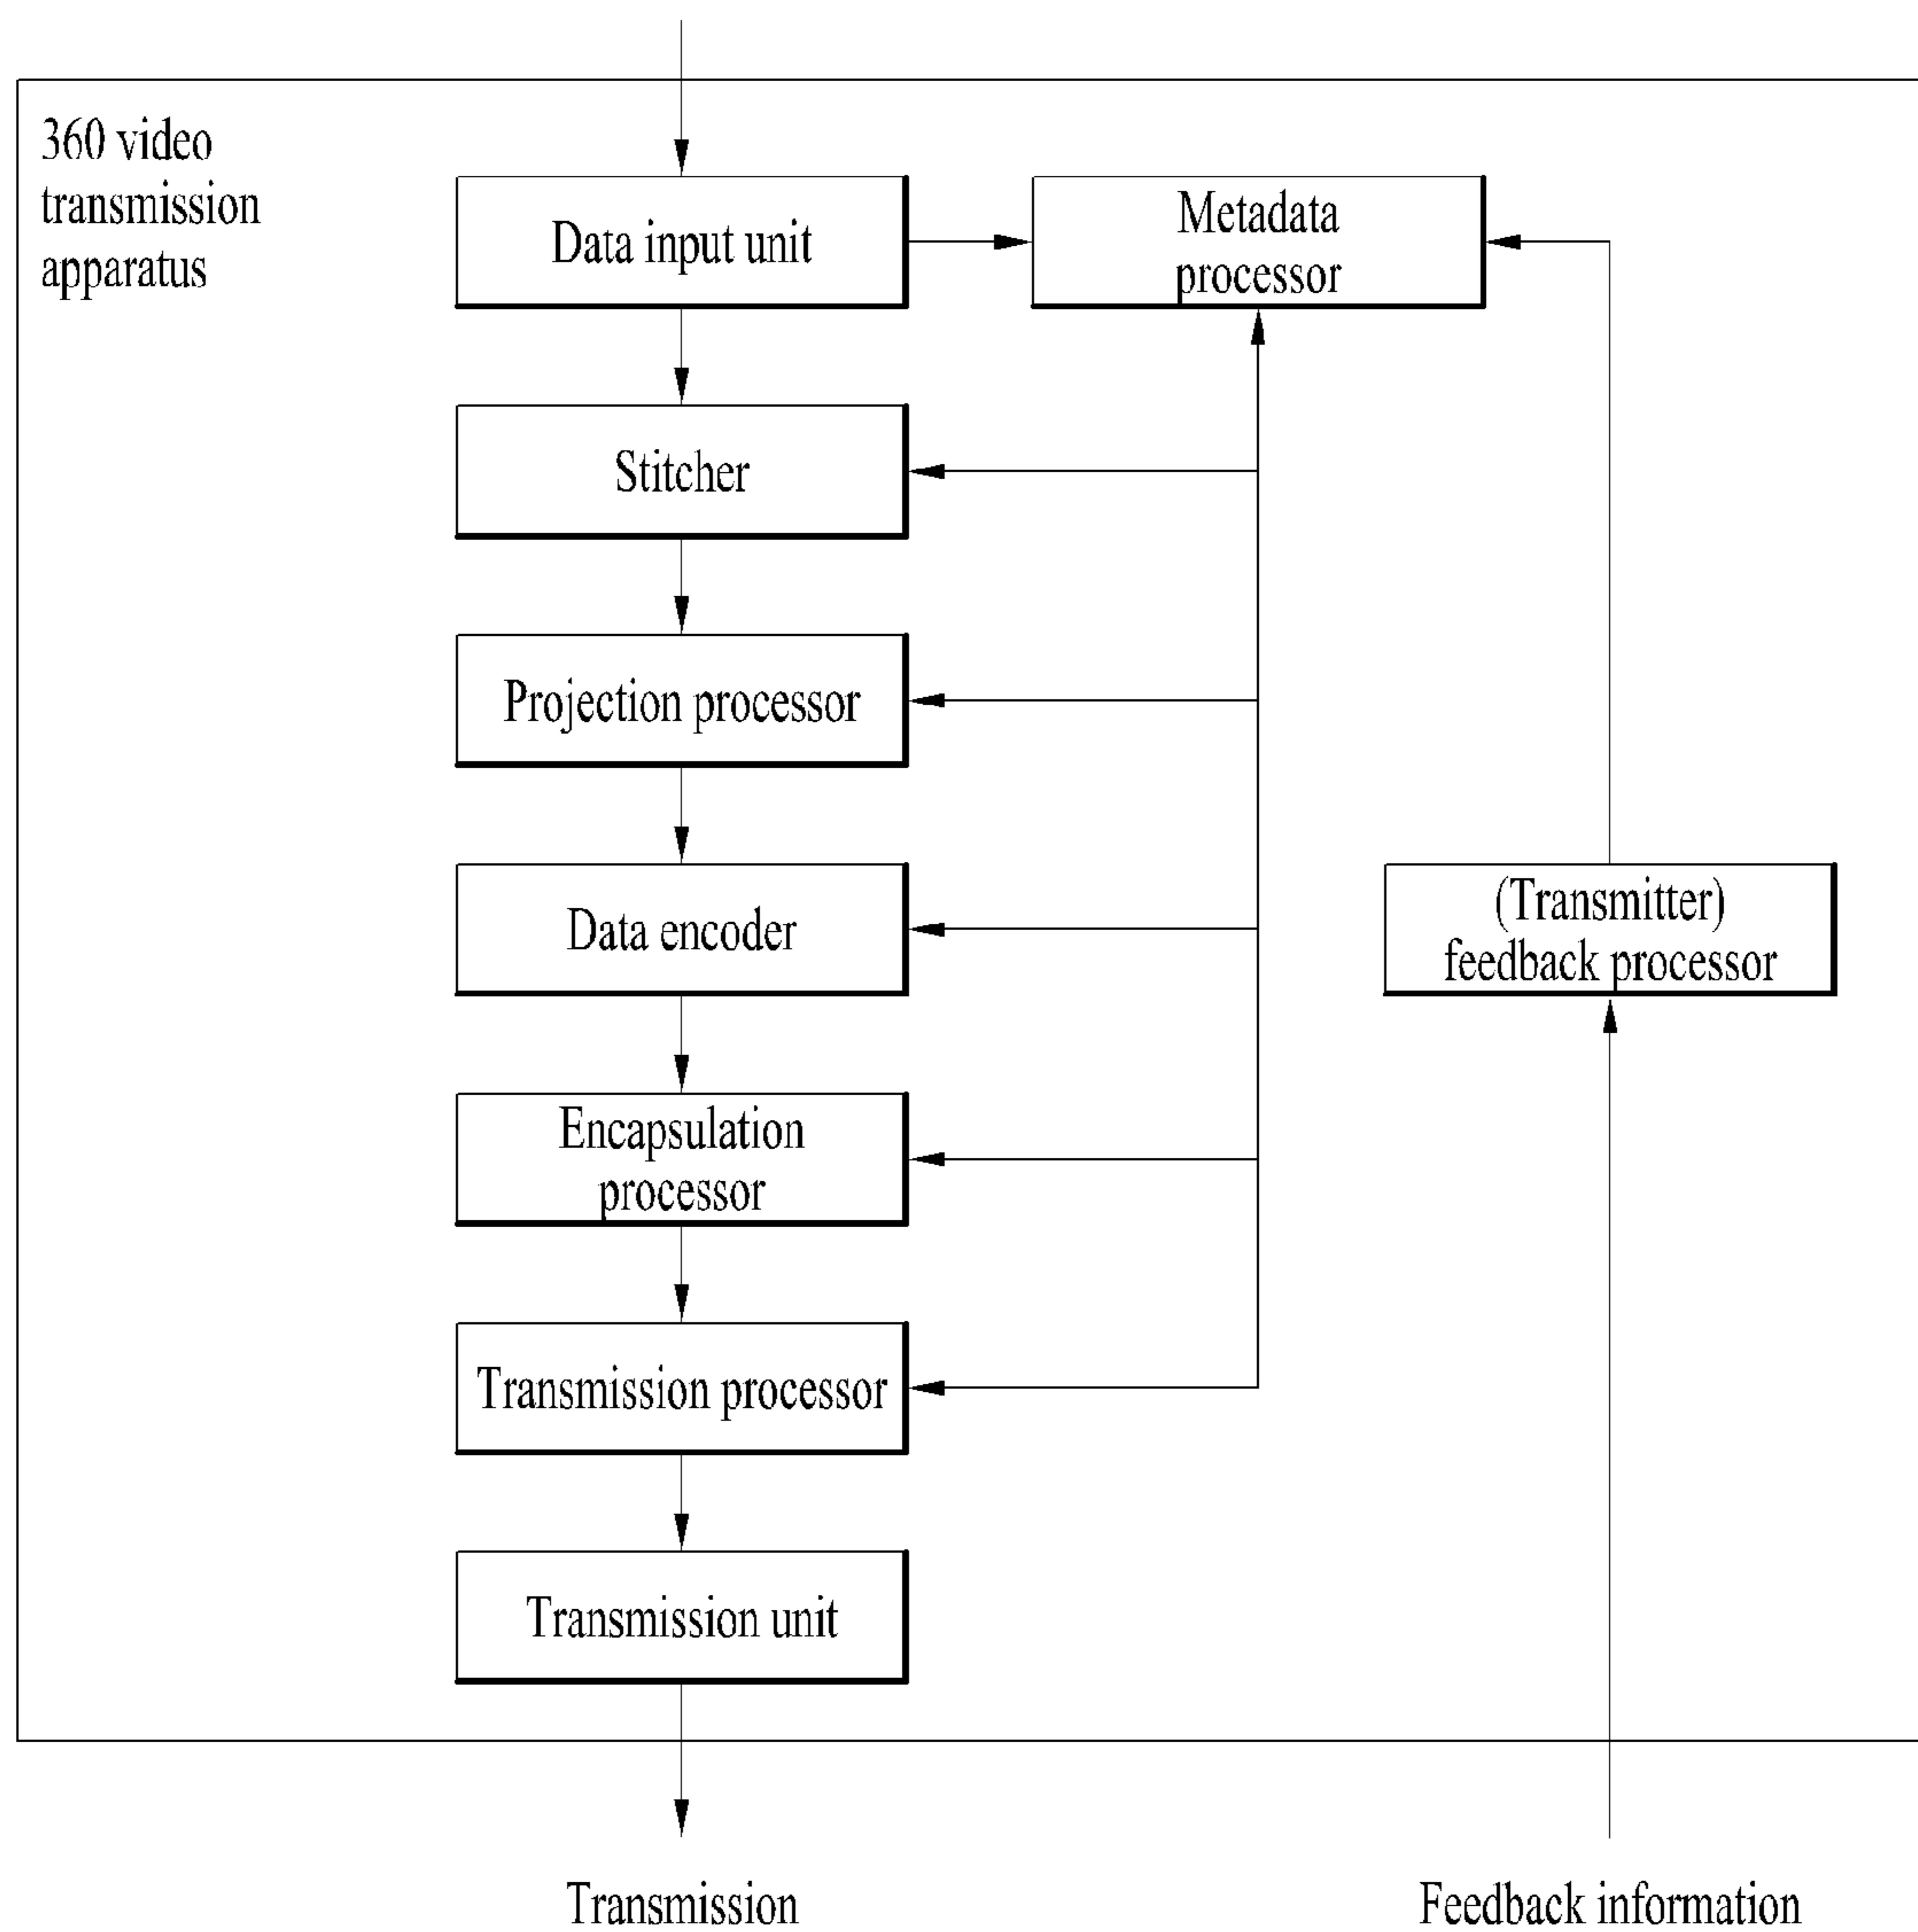 360 video
transmission
apparatus
Data input unit
Metadata
processor
Stitcher
Projection processor
Data encoder
(Transmitter)
feedback processor
Encapsulation
processor
Transmission processor
Transmission unit
Transmission
Feedback information